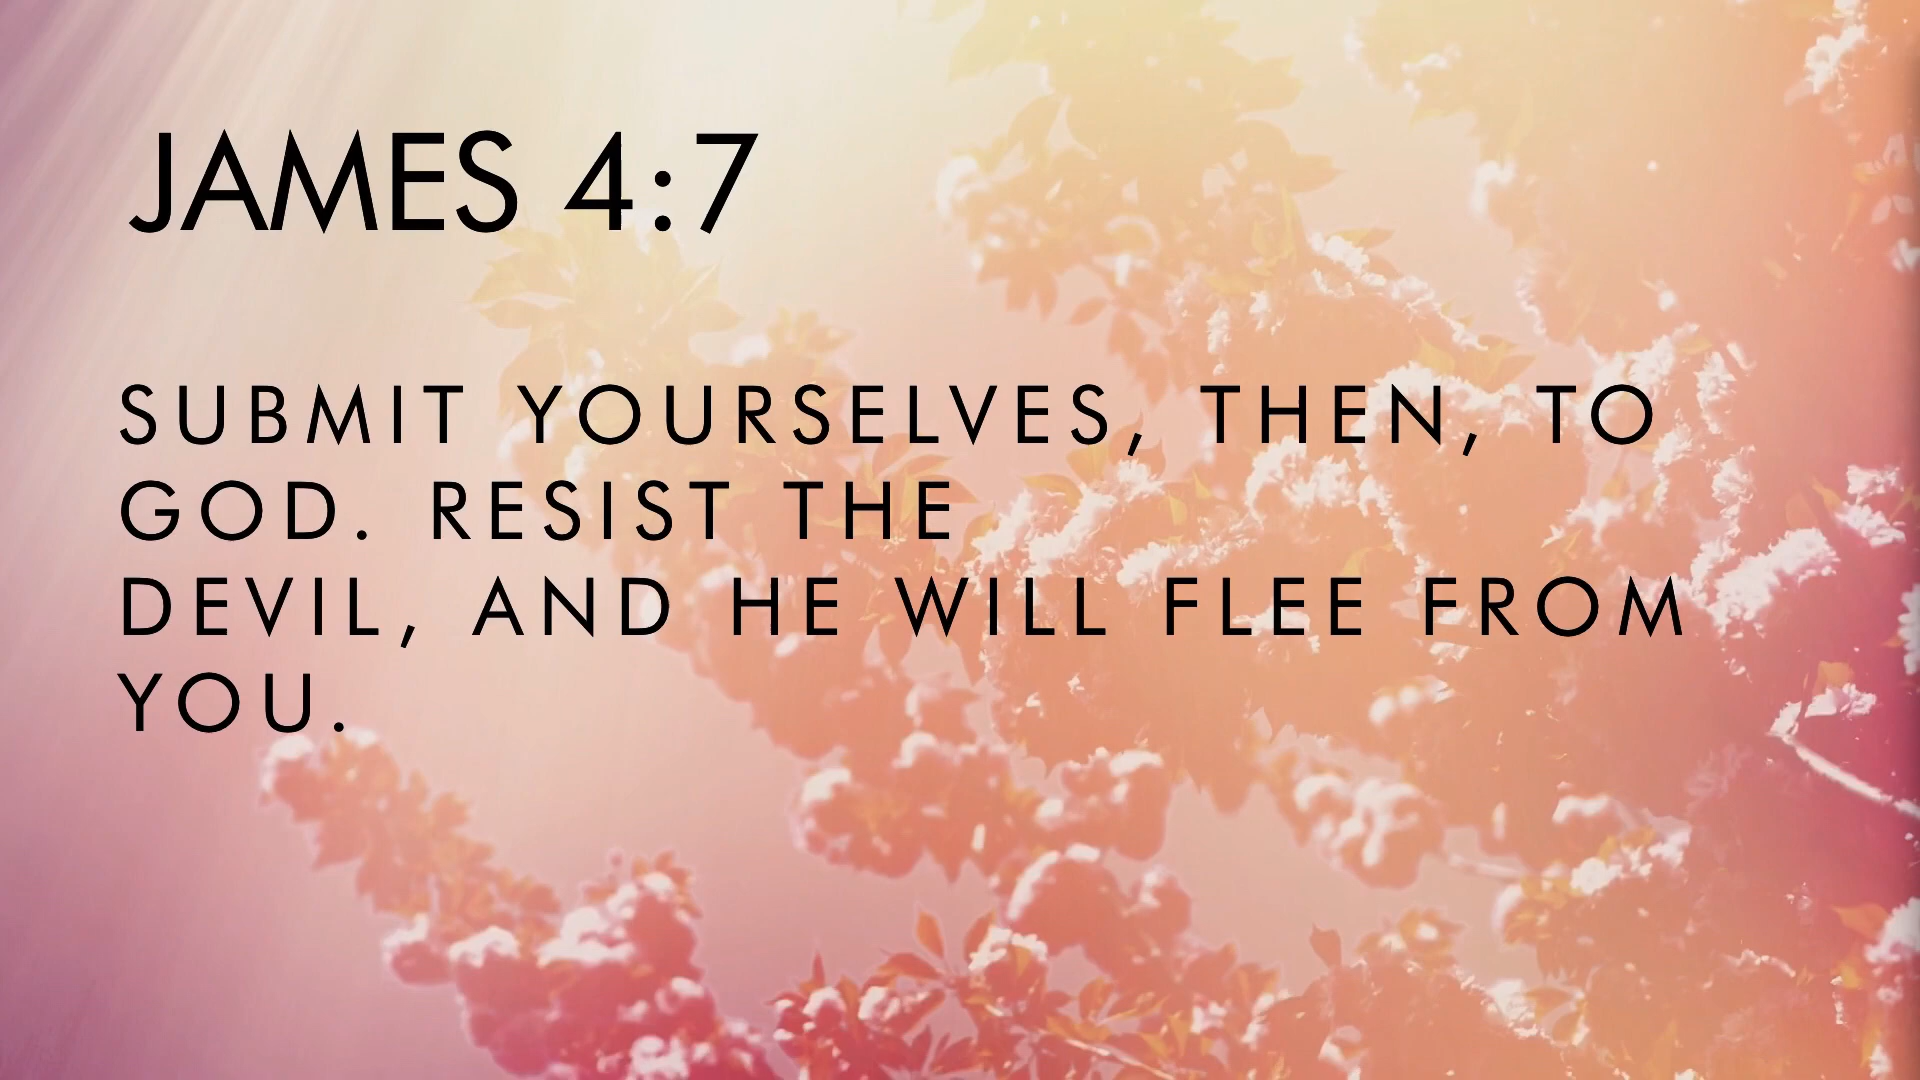 JAMES 4:7
SUBMIT YOURSELVES, THEN, TO
GOD. RESIST THE
DEVIL, AND HE WILL FLEE FROM
YOU.